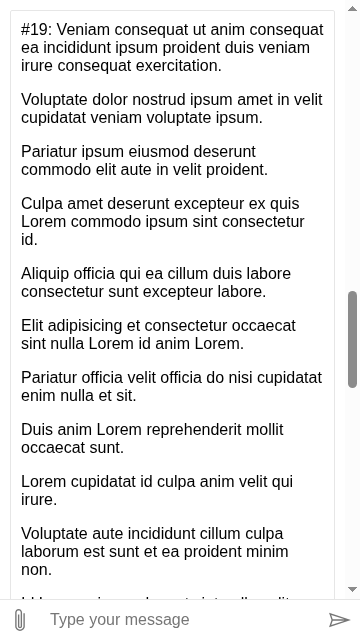 #19: Veniam consequat ut anim consequat
ea incididunt ipsum proident duis veniam
irure consequat exercitation.
Voluptate dolor nostrud ipsum amet in velit
cupidatat veniam voluptate ipsum.
Pariatur ipsum eiusmod deserunt
commodo elit aute in velit proident.
Culpa amet deserunt excepteur ex quis
Lorem commodo ipsum sint consectetur
id.
Aliquip officia qui ea cillum duis labore
consectetur sunt excepteur labore.
Elit adipisicing et consectetur occaecat
sint nulla Lorem id anim Lorem.
Pariatur officia velit officia do nisi cupidatat
enim nulla et sit.
Duis anim Lorem reprehenderit mollit
occaecat sunt.
Lorem cupidatat id culpa anim velit qui
irure.
Voluptate aute incididunt cillum culpa
laborum est sunt et ea proident minim
non.
Type your message